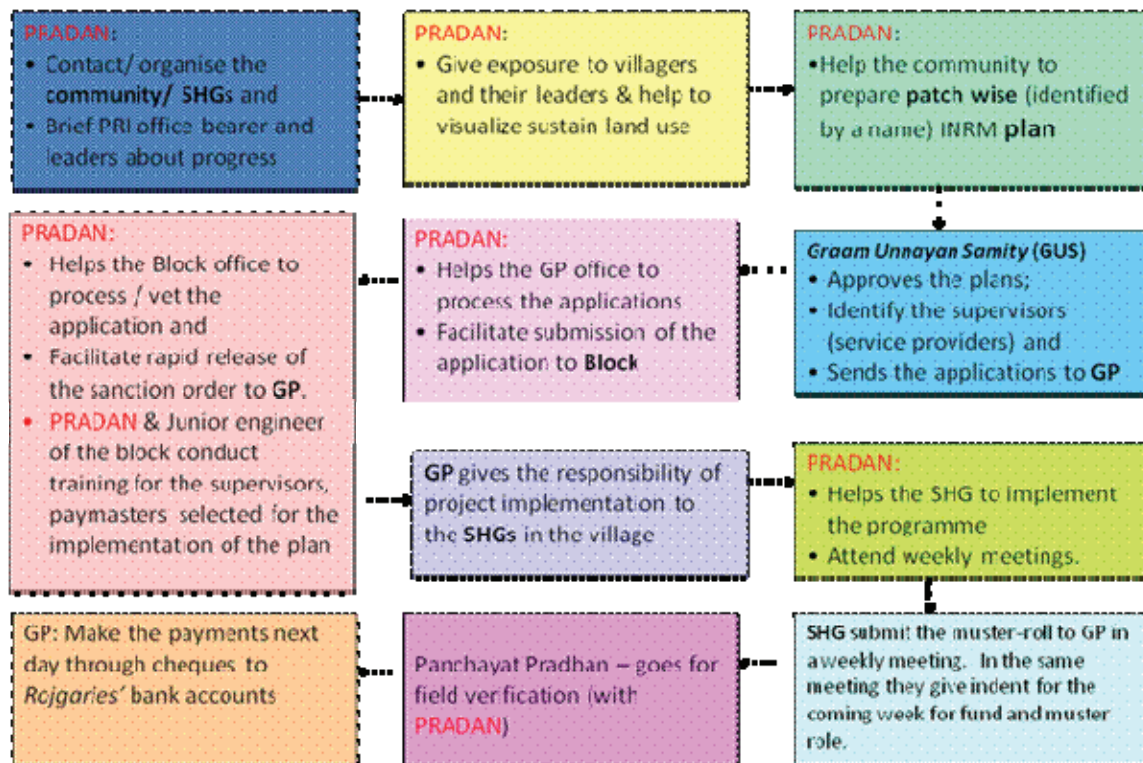 PRADAN:
• Contact/ organise the
community/ SHGs and
• Brief PRI office bearer and
leaders about progress
PRADAN:
• Give exposure to villagers
and their leaders & help to
visualize sustain land use
PRADAN:
•Help the community to
prepare patch wise (identified
by a name) INRM plan
Graam Unnayan Samity (GUS)
• Approves the plans;
• Identify the supervisors
(service providers) and
• Sends the applications to GP
PRADAN:
• Helps the GP office to
process the applications
• Facilitate submission of the
application to Block
PRADAN:
• Helps the Block office to
process / vet the
application and
• Facilitate rapid release of
the sanction order to GP.
• PRADAN & Junior engineer
of the block conduct
training for the supervisors,
paymasters selected for the
implementation of the plan
GP gives the responsibility of
project implementation to
the SHGs in the village
PRADAN:
• Helps the SHG to implement
the programme
• Attend weekly meetings.
SHG submit the muster-roll to GP in
a weekly meeting. In the same
meeting they give indent for the
coming week for fund and muster
role.
Panchayat Pradhan – goes for
field verification (with
PRADAN)
GP: Make the payments next
day through cheques to
Rojgaries' bank accounts